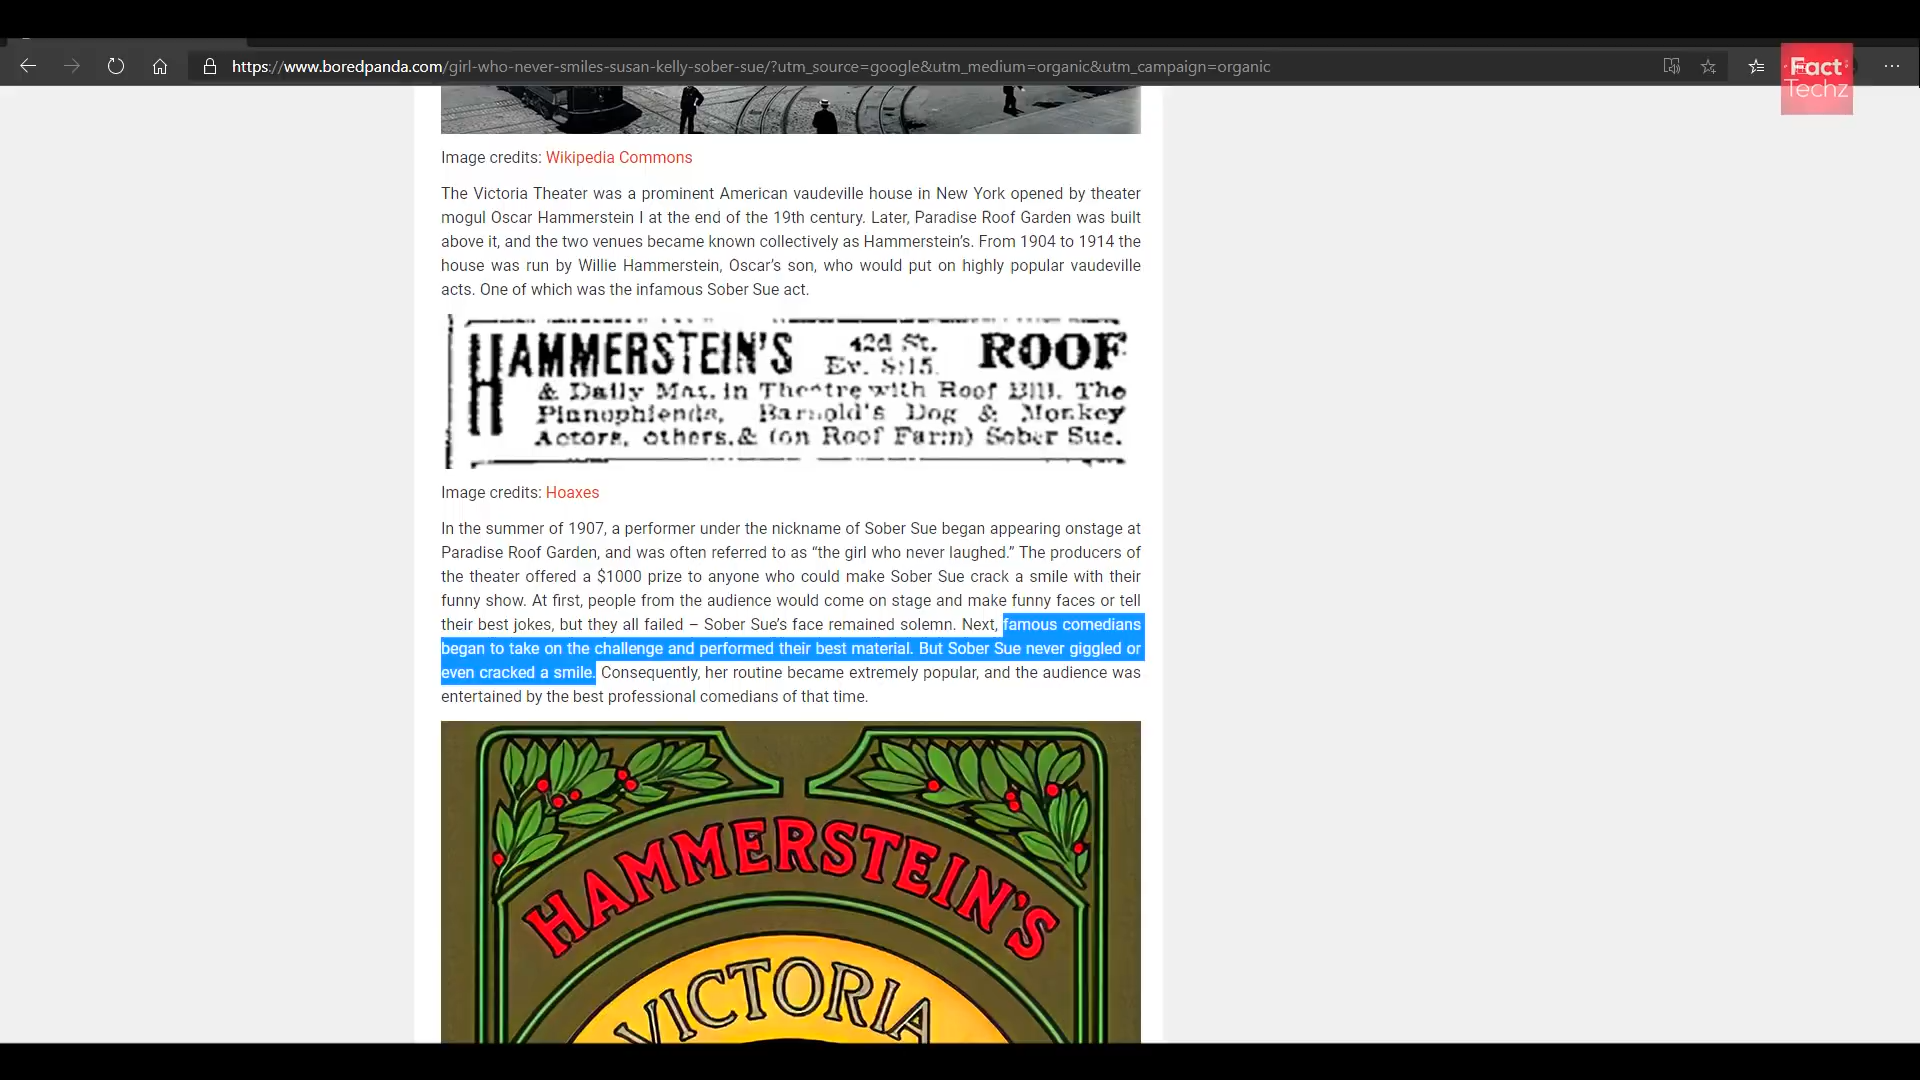 https://www.boredpanda.com/girl-who-never-smiles-susan-kelly-sober-sue/?utm_source=google&utm_medium=organic&utm_campaign=organic
Fact
Techz
Image credits: Wikipedia Commons
The Victoria Theater was a prominent American vaudeville house in New York opened by theater
mogul Oscar Hammerstein I at the end of the 19th century. Later, Paradise Roof Garden was built
above it, and the two venues became known collectively as Hammerstein's. From 1904 to 1914 the
house was run by Willie Hammerstein, Oscar's son, who would put on highly popular vaudeville
acts. One of which was the infamous Sober Sue act.
HAMMERSTEIN'S 42d St. ROOF
Ev. 8:15.
& Daily Mat. in Theatre with Roof Bill. The
Pianophiends, Barnold's Dog & Monkey
Actors, others, & (on Roof Farm) Sober Sue.
Image credits: Hoaxes
In the summer of 1907, a performer under the nickname of Sober Sue began appearing onstage at
Paradise Roof Garden, and was often referred to as “the girl who never laughed.” The producers of
the theater offered a $1000 prize to anyone who could make Sober Sue crack a smile with their
funny show. At first, people from the audience would come on stage and make funny faces or tell
their best jokes, but they all failed – Sober Sue's face remained solemn. Next, famous comedians
began to take on the challenge and performed their best material. But Sober Sue never giggled or
even cracked a smile. Consequently, her routine became extremely popular, and the audience was
entertained by the best professional comedians of that time.
HAMMERSTEIN'S
VICTORIA